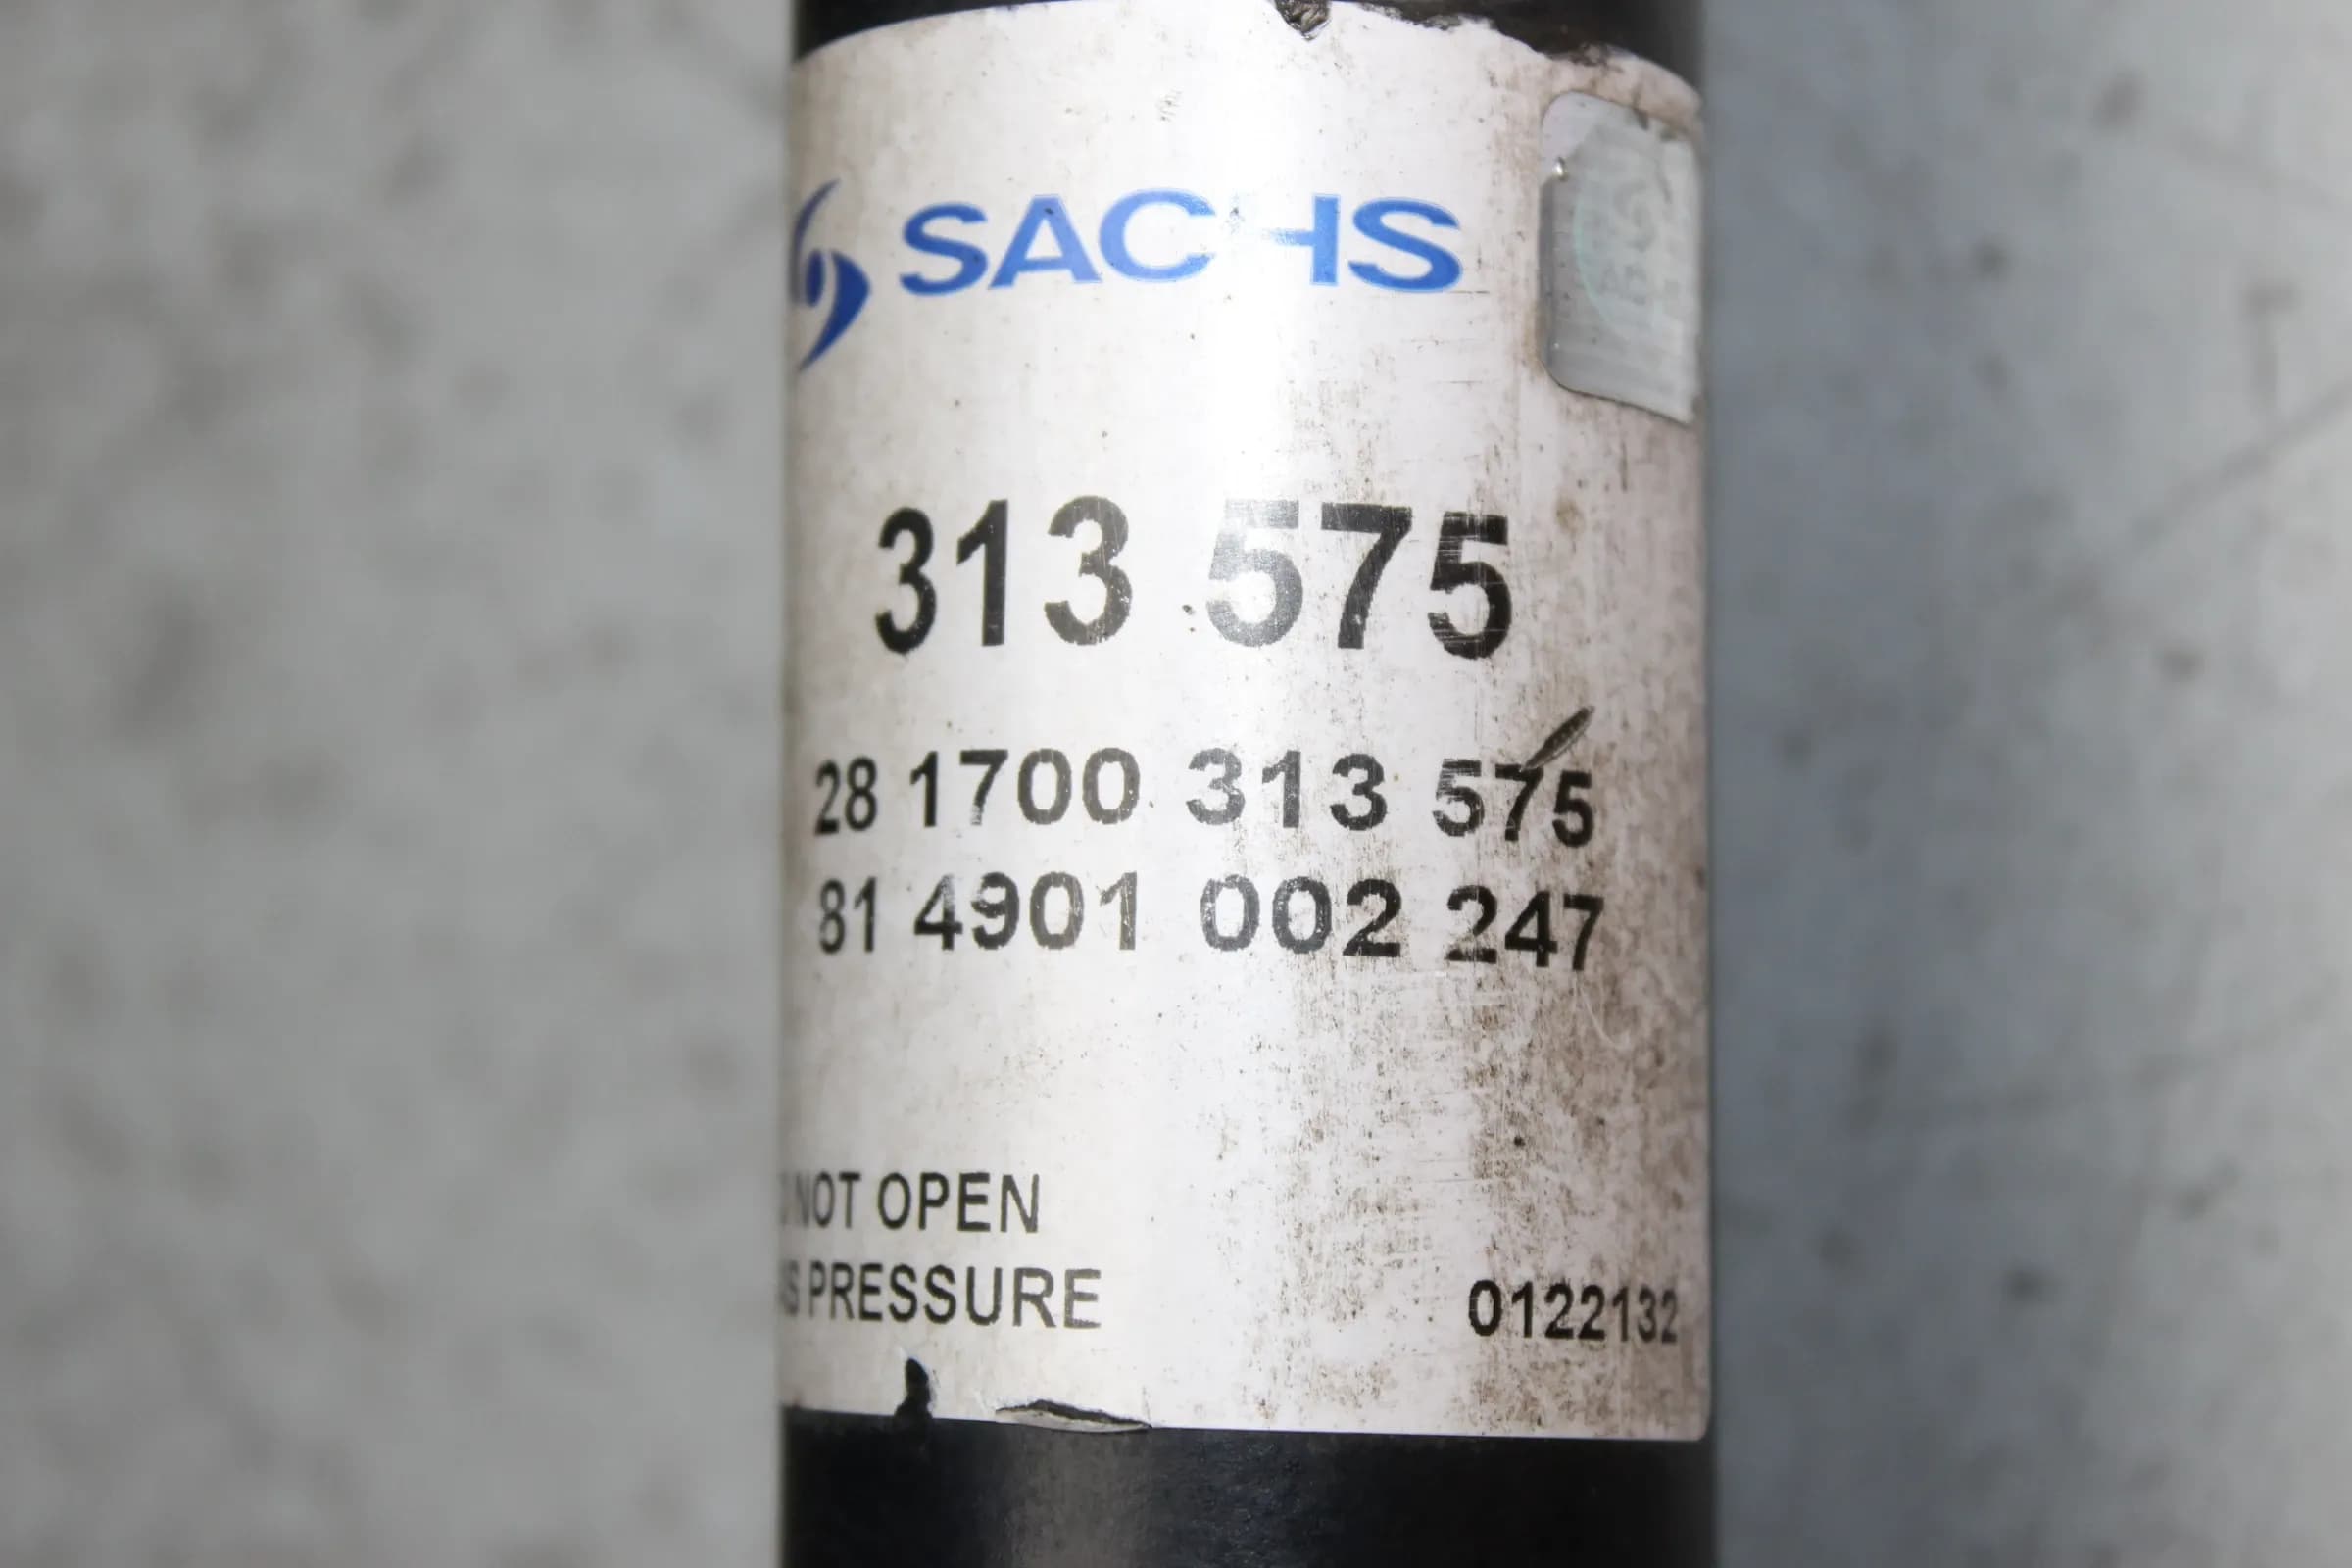 SACHS
313 575
28 1700 313 575
81 4901 002 247
NOT OPEN
PRESSURE
0122132